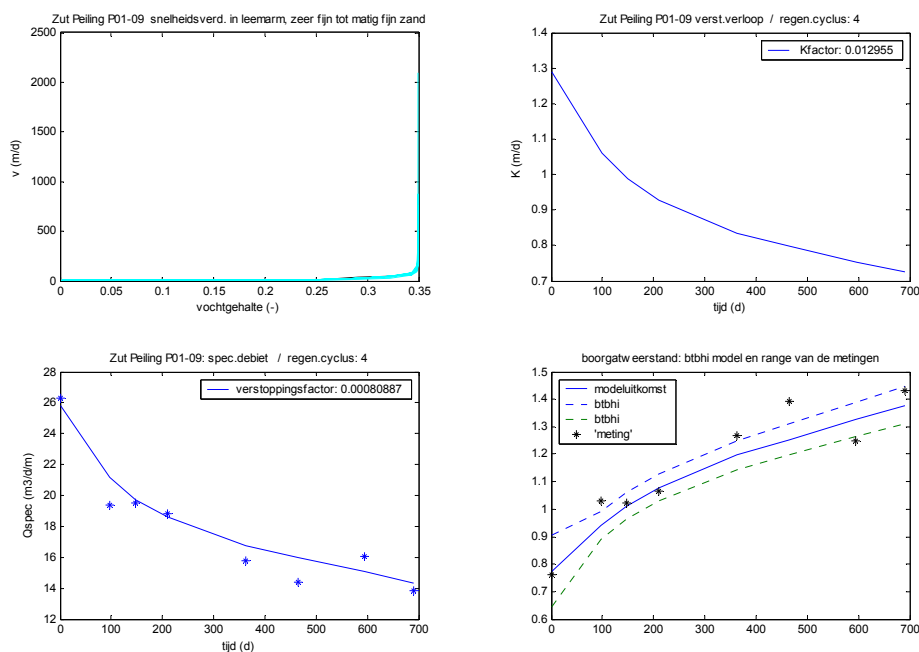 Zut Peiling P01-09 snelheidsverd. in leemarm, zeer fijn tot matig fijn zand
2500
2000
1500
1000
500
0
v (m/d)
0 0.05 0.1 0.15 0.2 0.25 0.3 0.35
vochtgehalte (-)
Zut Peiling P01-09 verst.verloop / regen.cyclus: 4
Kfactor: 0.012955
1.4
1.3
1.2
1.1
1
0.9
0.8
0.7
K (m/d)
0 100 200 300 400 500 600 700
tijd (d)
Zut Peiling P01-09: spec.debiet / regen.cyclus: 4
verstoppingsfactor: 0.00080887
28
26
24
22
20
18
16
14
12
Qspec (m3/d/m)
0 100 200 300 400 500 600 700
tijd (d)
boorgatw eerstand: btbhi model en range van de metingen
modeluitkomst
btbhi
btbhi
'meting'
1.5
1.4
1.3
1.2
1.1
1
0.9
0.8
0.7
0.6
0 100 200 300 400 500 600 700